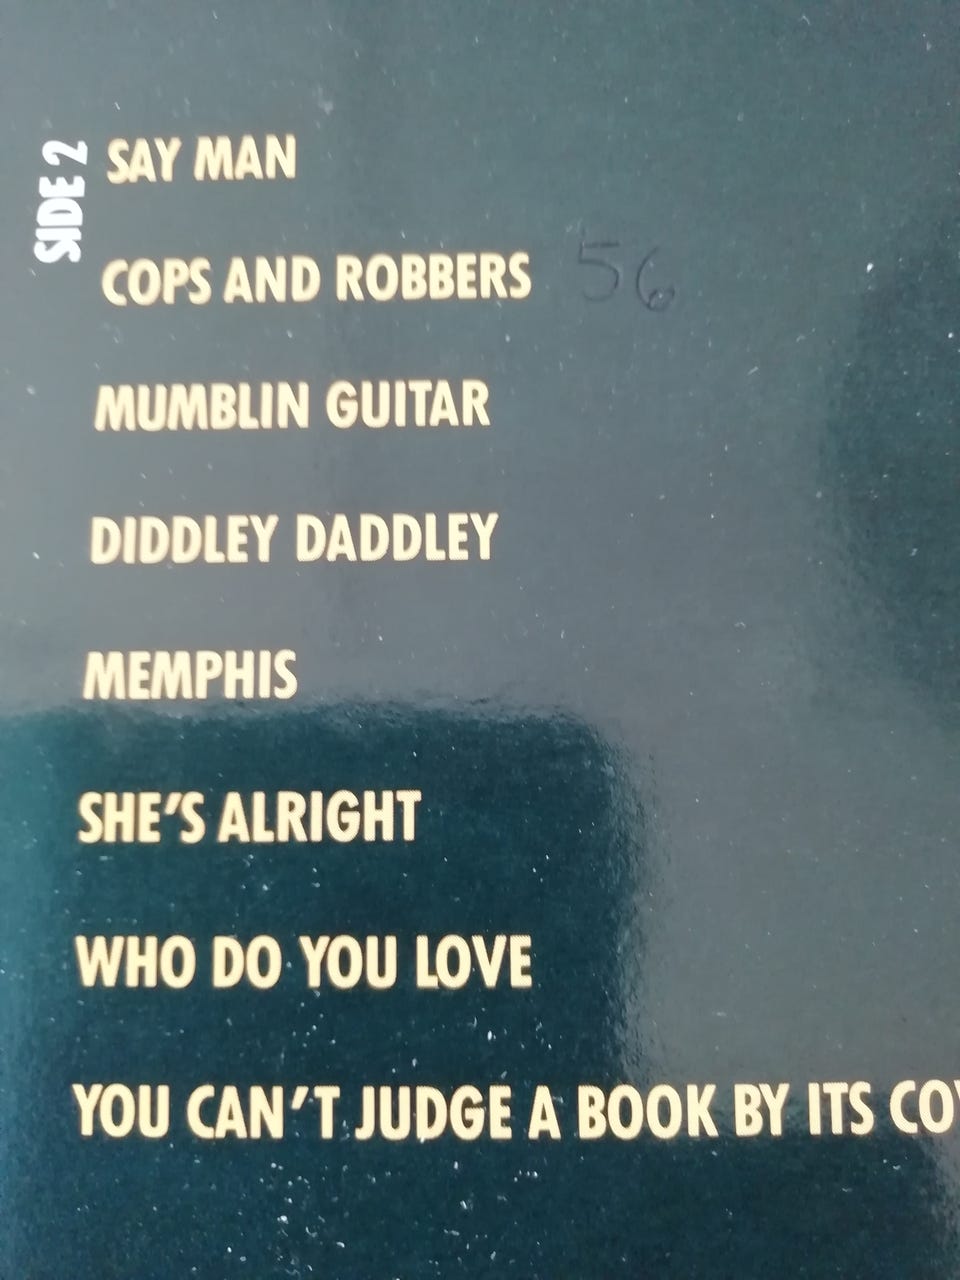 SIDE 2
SAY MAN
COPS AND ROBBERS 56
MUMBLIN GUITAR
DIDDLEY DADDLEY
MEMPHIS
SHE'S ALRIGHT
WHO DO YOU LOVE
YOU CAN'T JUDGE A BOOK BY ITS